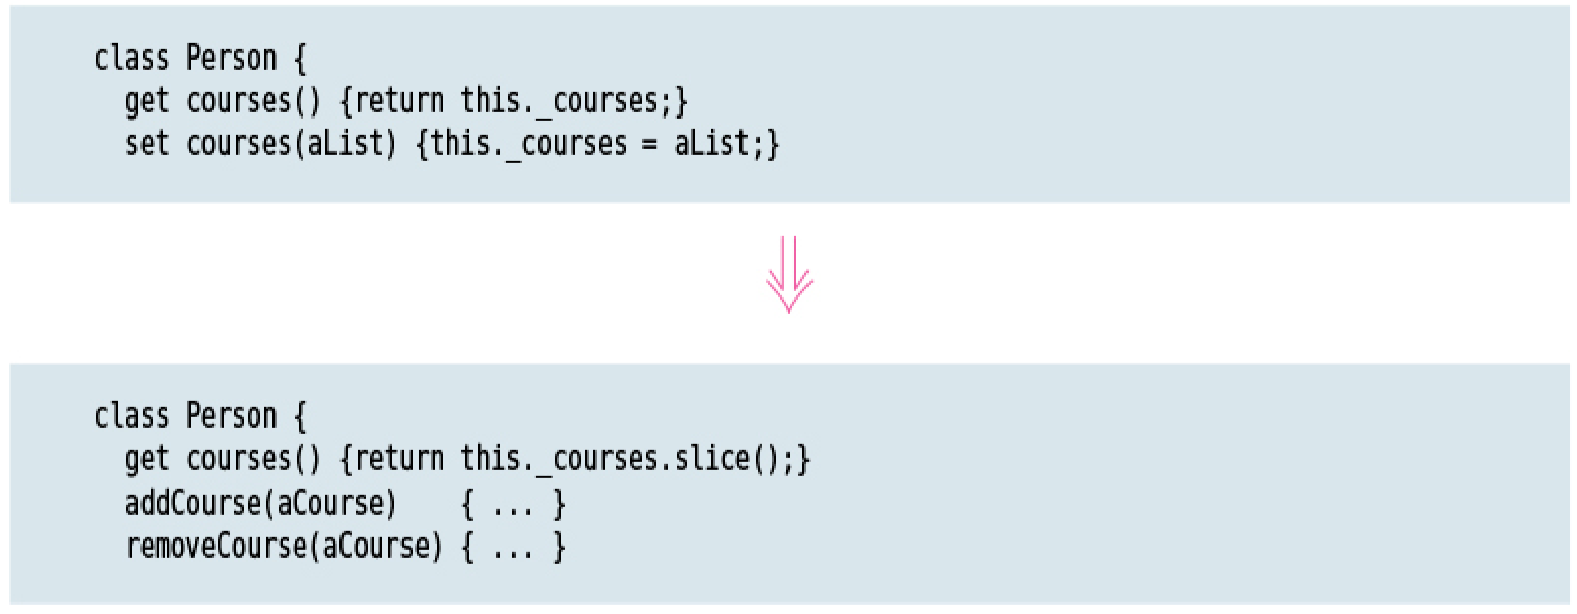 class Person {
  get courses() {return this._courses;}
  set courses(aList) {this._courses = aList;}
class Person {
  get courses() {return this._courses.slice();}
  addCourse(aCourse)    { ... }
  removeCourse(aCourse) { ... }